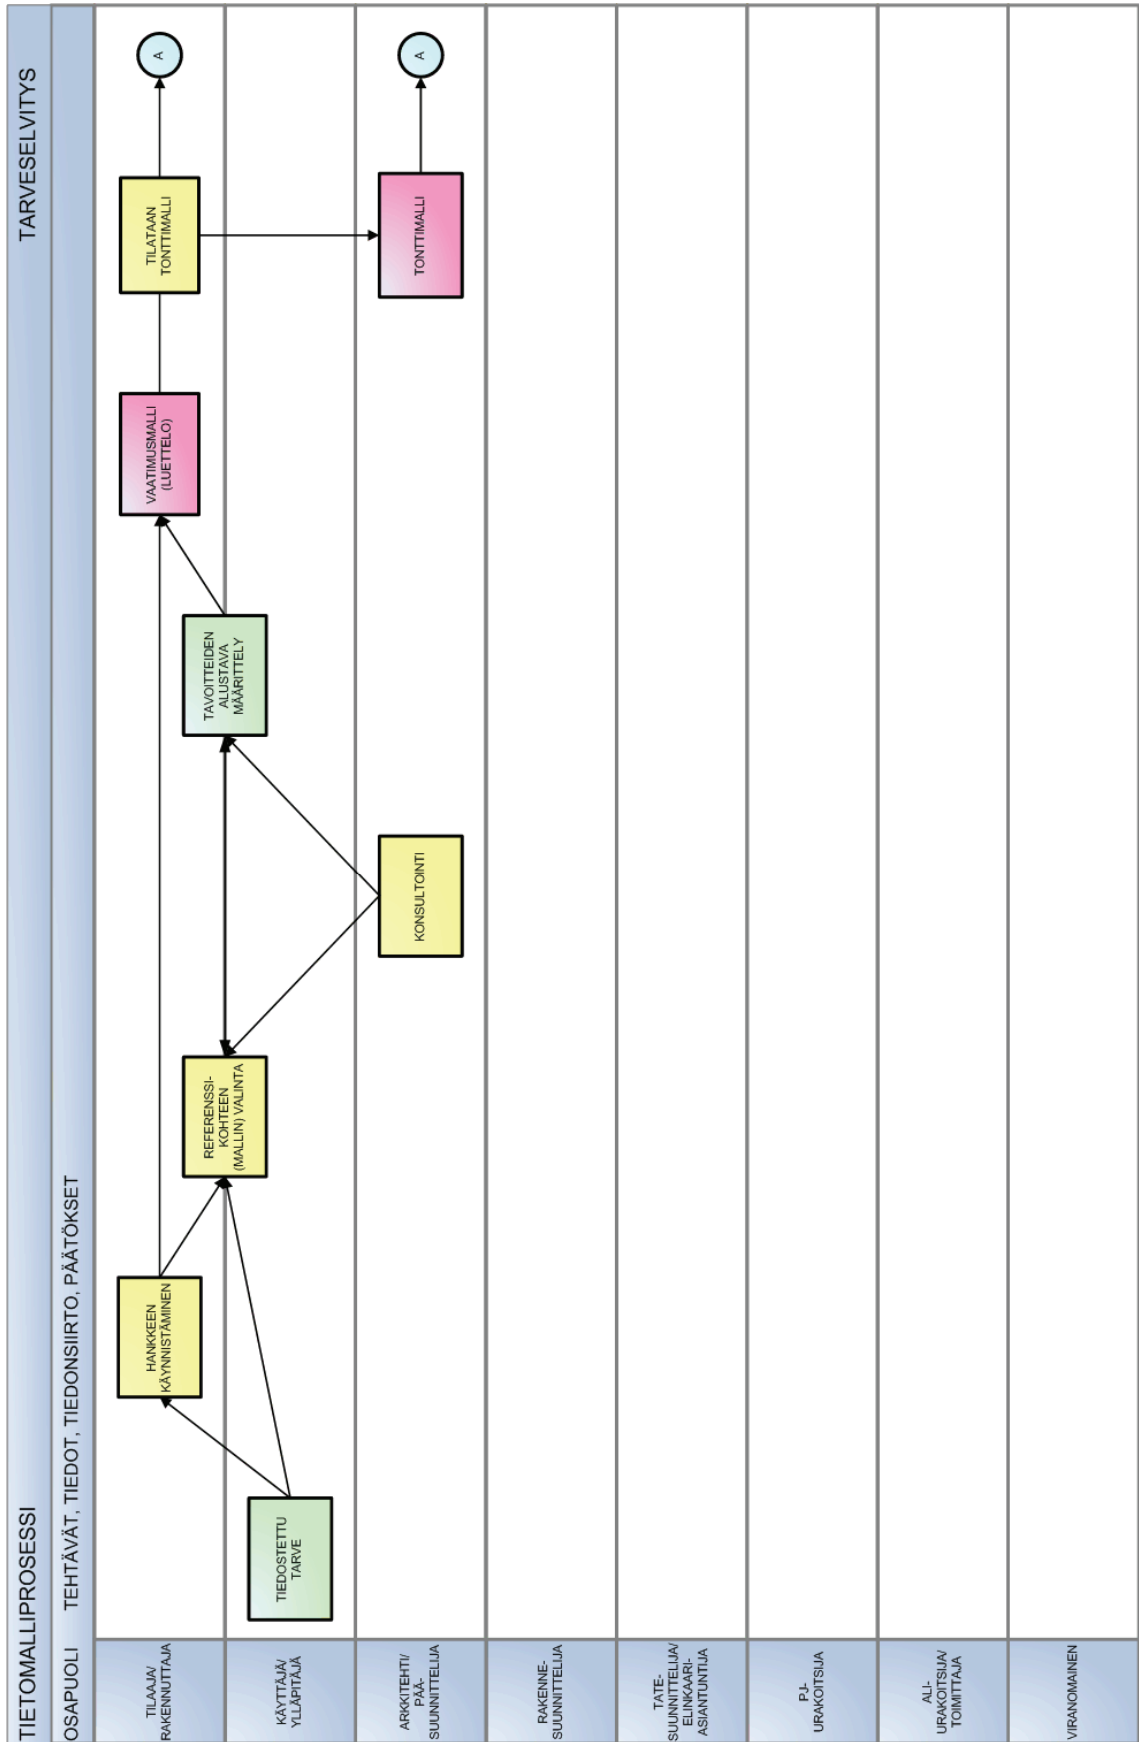 TIETOMALLIPROSESSI
TARVESELVITYS
OSAPUOLI
TEHTÄVÄT, TIEDOT, TIEDONSIIRTO, PÄÄTÖKSET
TILAAJA/
RAKENNUTTAJA
HANKKEEN
KÄYNNISTÄMINEN
VAATIMUSMALLI
(LUETTELO)
TILATAAN
TONTTIMALLI
A
KÄYTTÄJÄ/
YLLÄPITÄJÄ
TIEDOSTETTU
TARVE
REFERENSSI-
KOHTEEN
(MALLIN) VALINTA
TAVOITTEIDEN
ALUSTAVA
MÄÄRITTELY
ARKKITEHTI/
PÄÄ-
SUUNNITTELIJA
KONSULTOINTI
TONTTIMALLI
A
RAKENNE-
SUUNNITTELIJA
TATE-
SUUNNITTELIJA/
ELINKAARI-
ASIANTUNTIJA
PJ-
URAKOITSIJA
ALI-
URAKOITSIJA/
TOIMITTAJA
VIRANOMAINEN